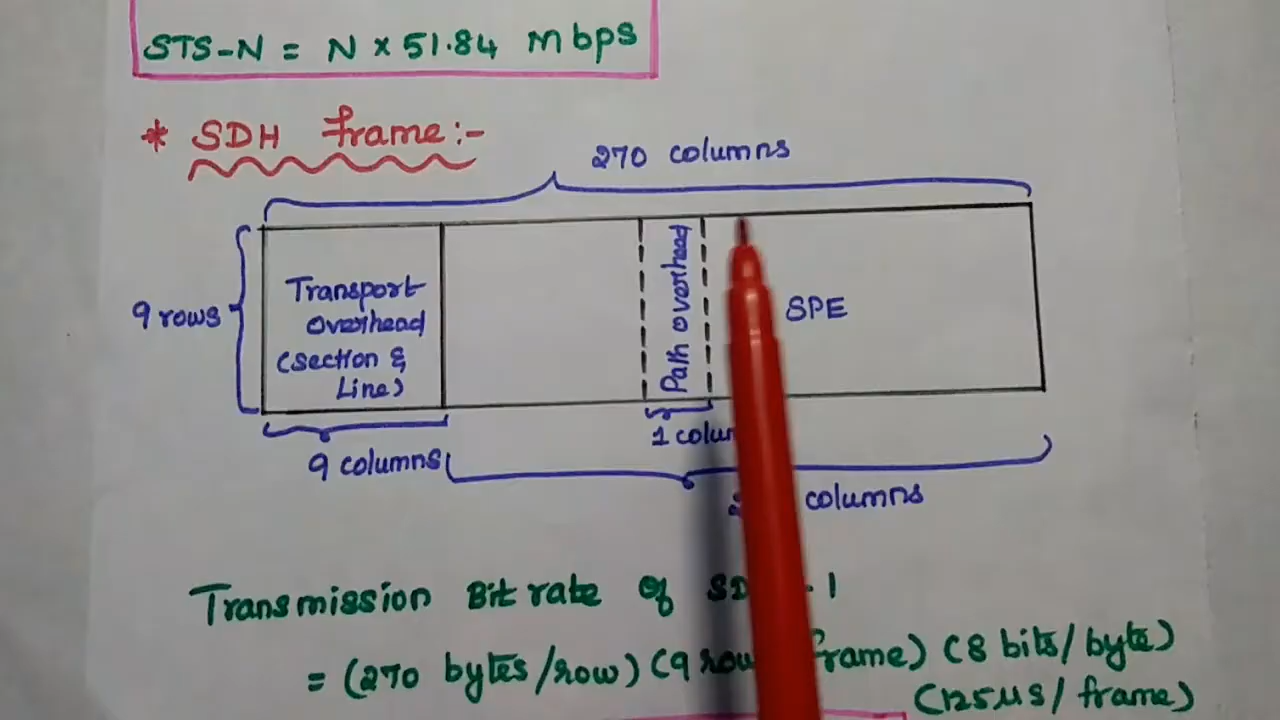 STS-N = N × 51.84 mbps
* SDH frame:-
270 columns
9 rows
Transport
overhead
(section &
Line)
Path overhead
SPE
1
9 columns
columns
Transmission Bit rate of
= (270 bytes/row) (9 frame) (8 bits/byte)
(125μs/frame)